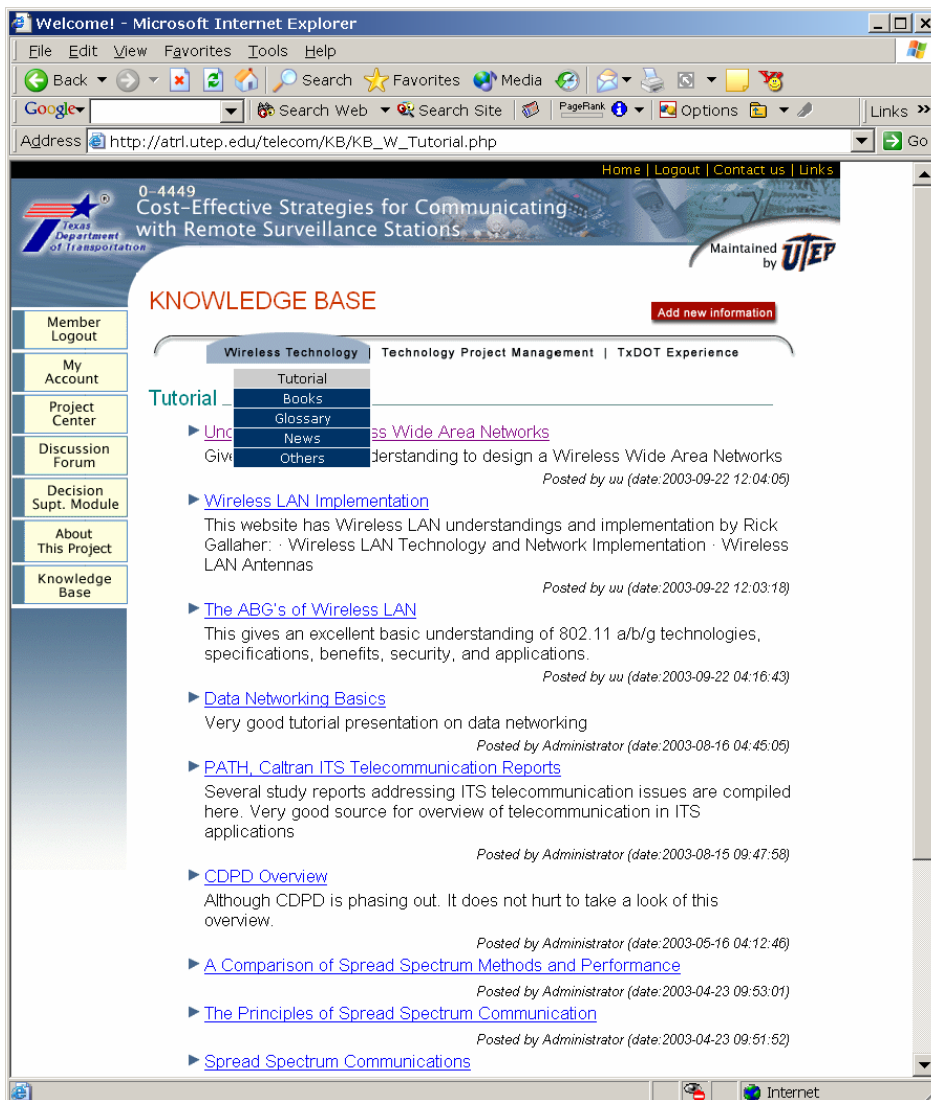 Welcome! - Microsoft Internet Explorer
File Edit View Favorites Tools Help
Back Search Favorites Media
Google Search Web Search Site PageRank Options Links »
Address http://atrl.utep.edu/telecom/KB/KB_W_Tutorial.php Go
Home | Logout | Contact us | Links
Texas
Department
of Transportation
0-4449
Cost-Effective Strategies for Communicating
with Remote Surveillance Stations
Maintained
by UTEP
KNOWLEDGE BASE
Add new information
Member
Logout
My
Account
Project
Center
Discussion
Forum
Decision
Supt. Module
About
This Project
Knowledge
Base
Wireless Technology | Technology Project Management | TxDOT Experience
Tutorial
Books
Glossary
News
Others
Tutorial
Wide Area Networks
to design a Wireless Wide Area Networks
Posted by uu (date:2003-09-22 12:04:05)
Wireless LAN Implementation
This website has Wireless LAN understandings and implementation by Rick
Gallaher: · Wireless LAN Technology and Network Implementation · Wireless
LAN Antennas
Posted by uu (date:2003-09-22 12:03:18)
The ABG's of Wireless LAN
This gives an excellent basic understanding of 802.11 a/b/g technologies,
specifications, benefits, security, and applications.
Posted by uu (date:2003-09-22 04:16:43)
Data Networking Basics
Very good tutorial presentation on data networking
Posted by Administrator (date:2003-08-16 04:45:05)
PATH, Caltran ITS Telecommunication Reports
Several study reports addressing ITS telecommunication issues are compiled
here. Very good source for overview of telecommunication in ITS
applications
Posted by Administrator (date:2003-08-15 09:47:58)
CDPD Overview
Although CDPD is phasing out. It does not hurt to take a look of this
overview.
Posted by Administrator (date:2003-05-16 04:12:46)
A Comparison of Spread Spectrum Methods and Performance
Posted by Administrator (date:2003-04-23 09:53:01)
The Principles of Spread Spectrum Communication
Posted by Administrator (date:2003-04-23 09:51:52)
Spread Spectrum Communications
Internet